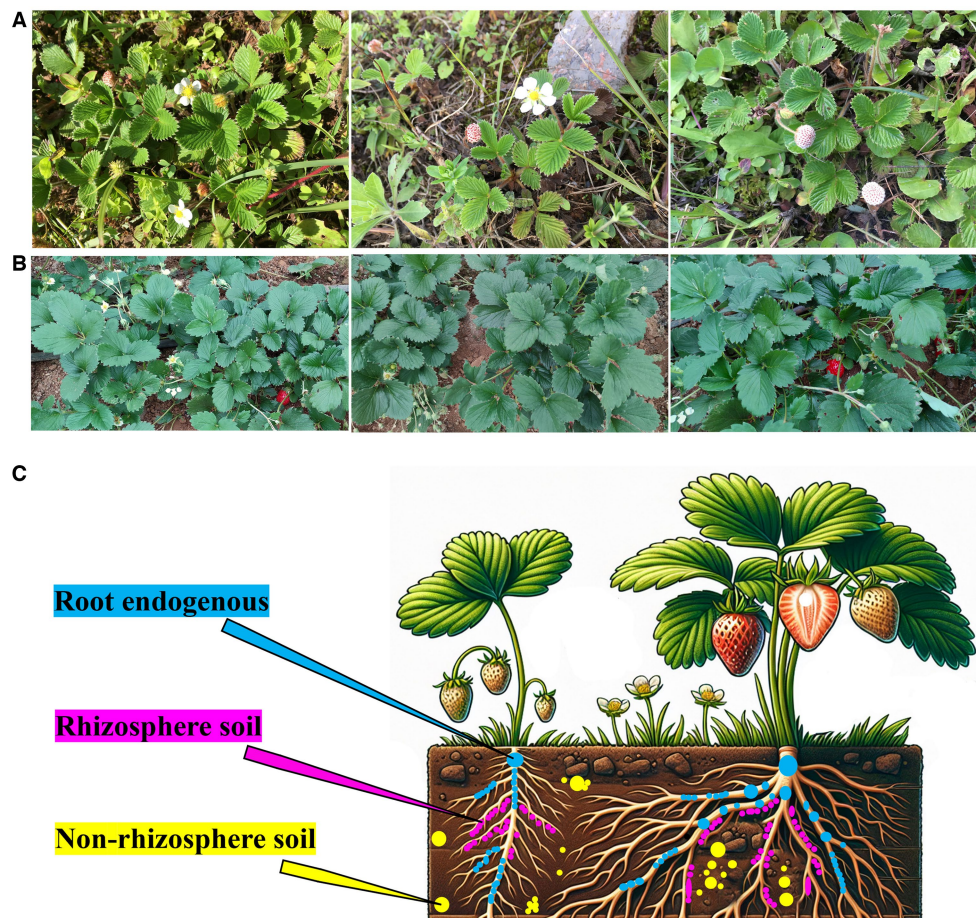 A
B
C
Root endogenous
Rhizosphere soil
Non-rhizosphere soil